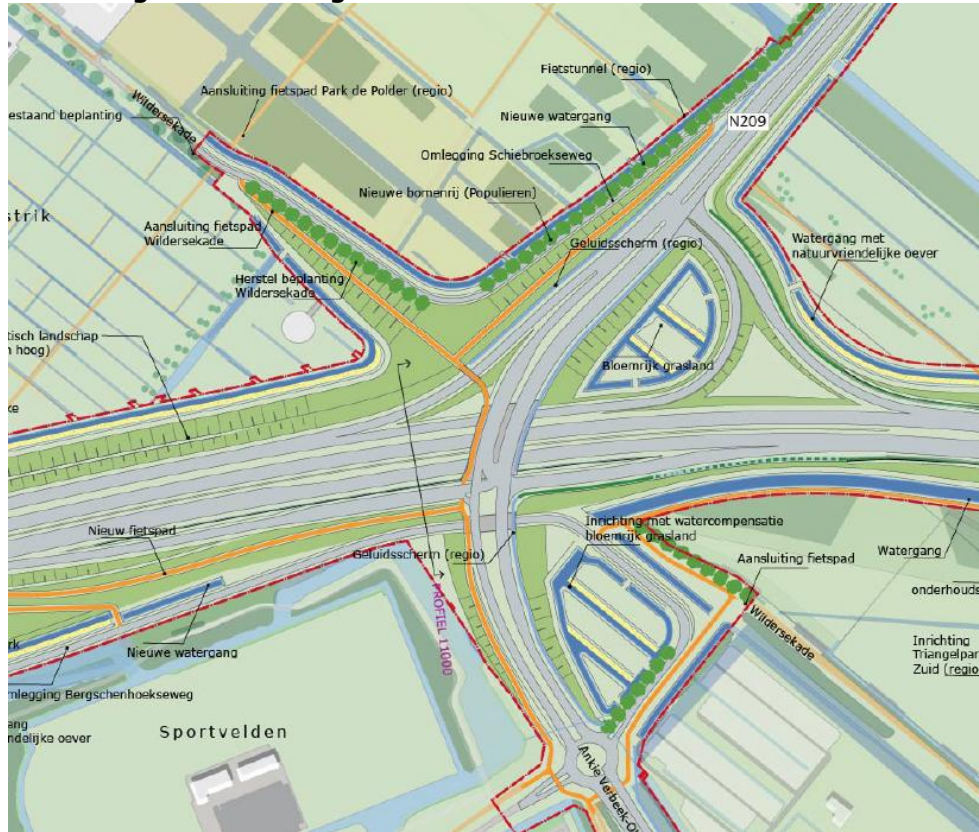 Fietstunnel (regio)
Aansluiting fietspad Park de Polder (regio)
Wildersekade
estaand beplanting
Nieuwe watergang
N209
Omlegging Schiebroekseweg
Nieuwe bomenrij (Populieren)
strik
Aansluiting fietspad
Wildersekade
Geluidsscherm (regio)
Watergang met
natuurvriendelijke oever
Herstel beplanting
Wildersekade
tisch landschap
n hoog)
Bloemrijk grasland
ke
Nieuw fietspad
Inrichting met watercompensatie
bloemrijk grasland
Geluidsscherm (regio)
Aansluiting fietspad
Watergang
PROFIEL 11000
onderhouds
Wildersekade
rk
Nieuwe watergang
Inrichting
Triangelpar
Zuid (regio
mlegging Bergschenhoekseweg
ang
ndelijke oever
Sportvelden
Ankie Verbeek-O